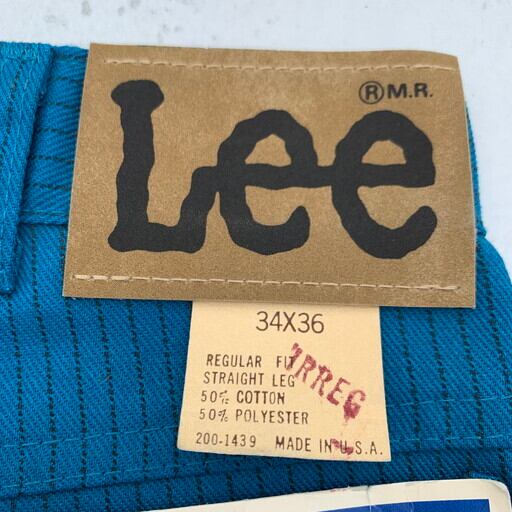 Lee
® M.R.
34X36
REGULAR FIT
STRAIGHT LEG
50% COTTON
50% POLYESTER
200-1439 MADE IN U.S.A.
IRREG